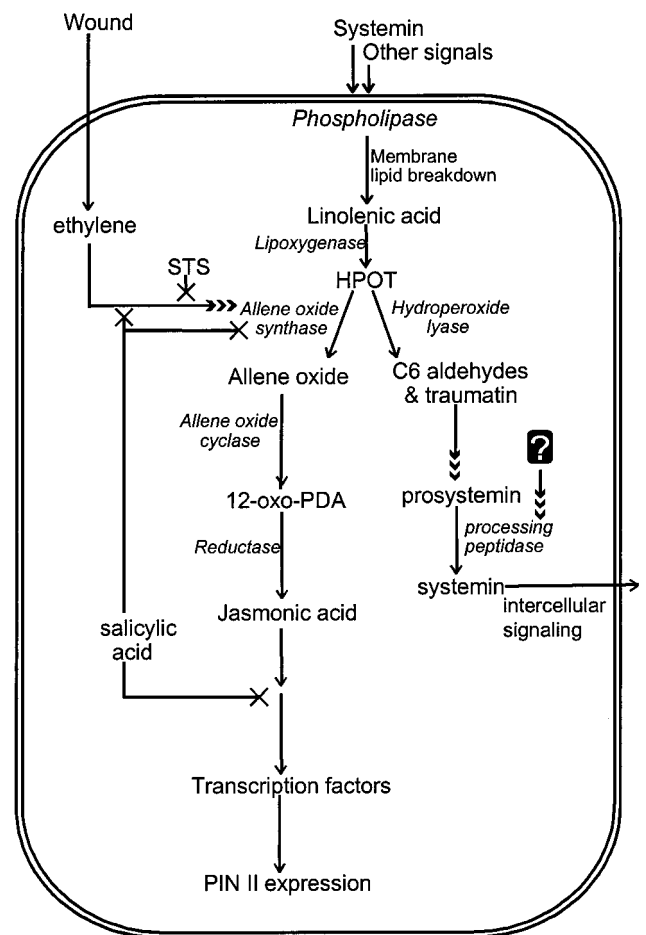 Wound
Systemin
Other signals
Phospholipase
Membrane
lipid breakdown
Linolenic acid
ethylene
Lipoxygenase
STS
HPOT
Allene oxide
synthase
Hydroperoxide
lyase
Allene oxide
C6 aldehydes
& traumatin
Allene oxide
cyclase
?
12-oxo-PDA
prosystemin
processing
peptidase
Reductase
systemin
intercellular
signaling
Jasmonic acid
salicylic
acid
Transcription factors
PIN II expression